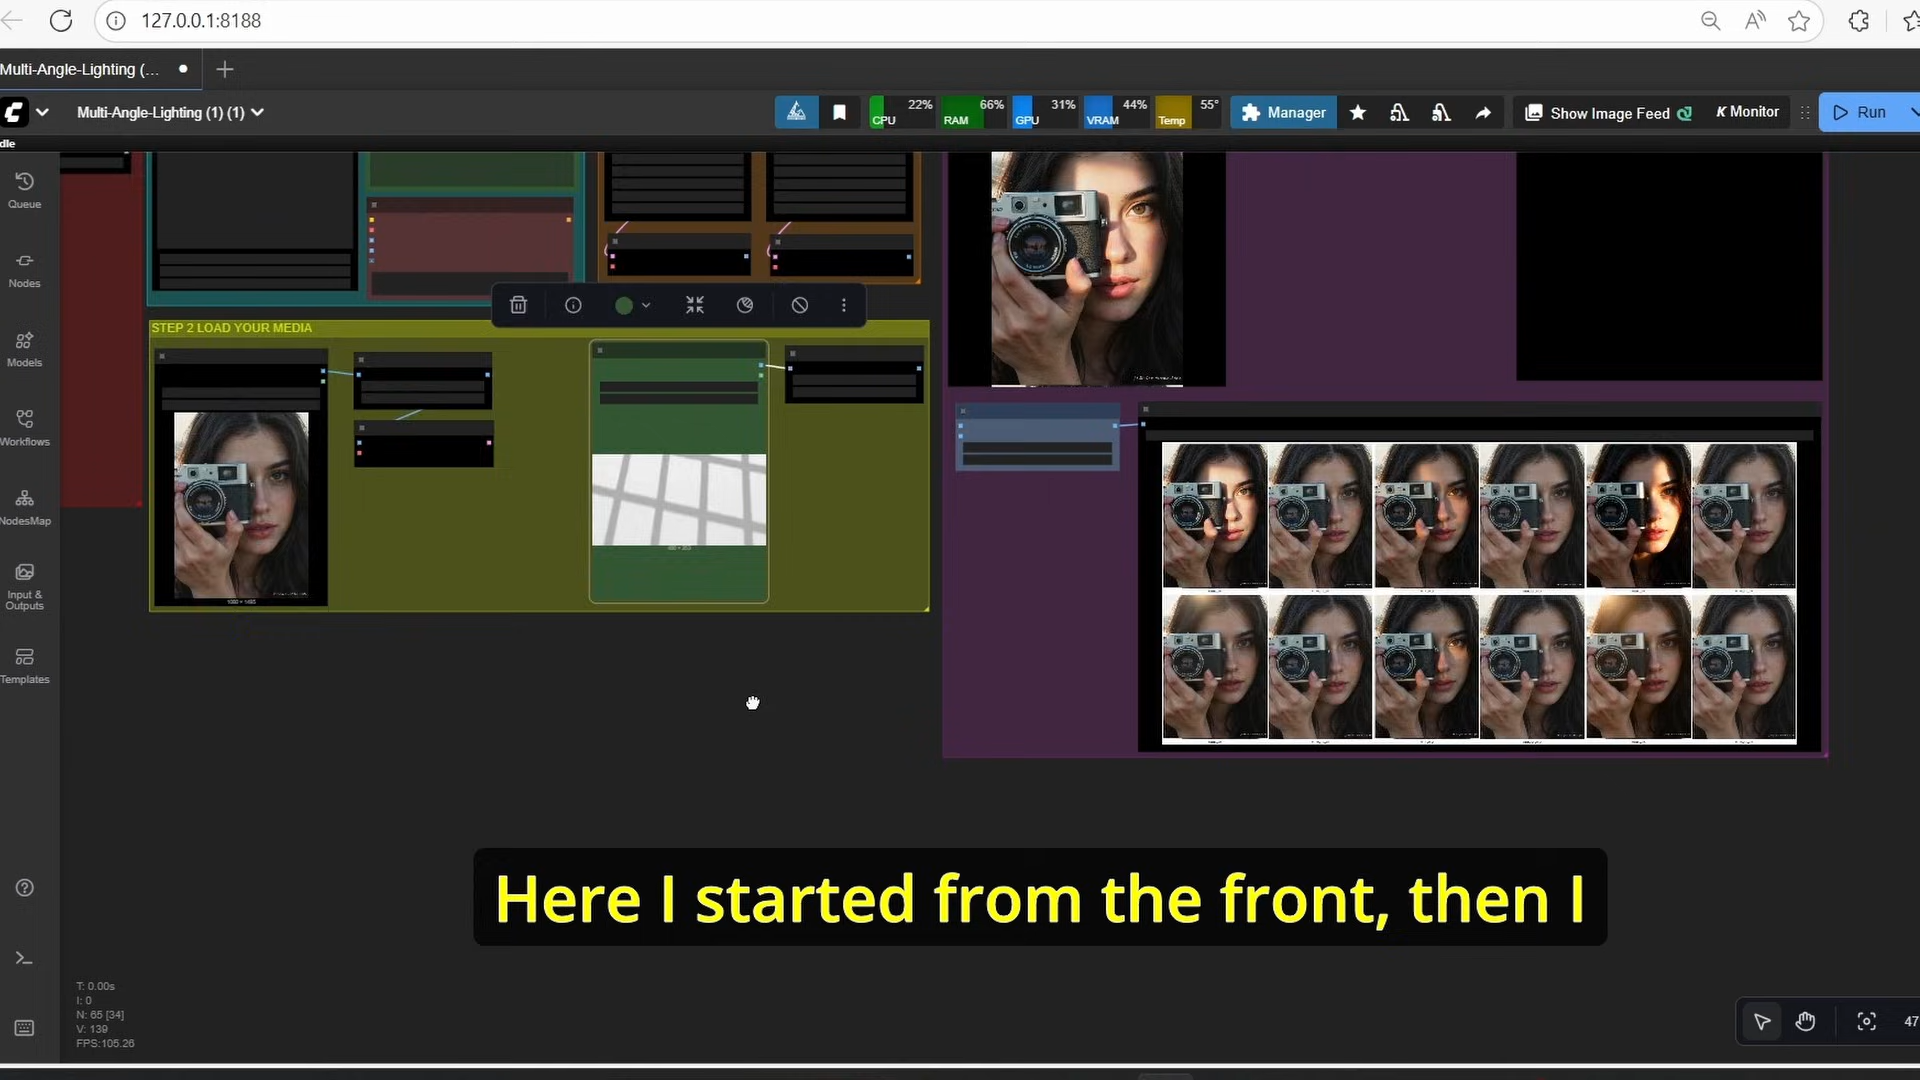 127.0.0.1:8188
Multi-Angle-Lighting (...
Multi-Angle-Lighting (1) (1)
CPU 22%
RAM 66%
GPU 31%
VRAM 44%
Temp 55°
Manager
Show Image Feed
K Monitor
Run
dle
Queue
Nodes
Models
Workflows
NodesMap
Input &
Outputs
Templates
STEP 2 LOAD YOUR MEDIA
Here I started from the front, then I
T: 0.00s
I: 0
N: 65 [34]
V: 139
FPS:105.26
47